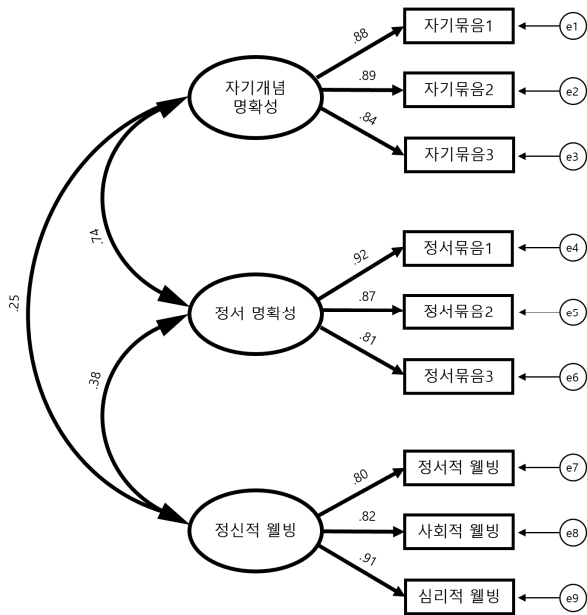 .88
자기묶음1
e1
자기개념
명확성
.89
자기묶음2
e2
.84
자기묶음3
e3
.74
.25
.92
정서묶음1
e4
정서 명확성
.87
정서묶음2
e5
.81
정서묶음3
e6
.38
.80
정서적 웰빙
e7
정신적 웰빙
.82
사회적 웰빙
e8
.91
심리적 웰빙
e9